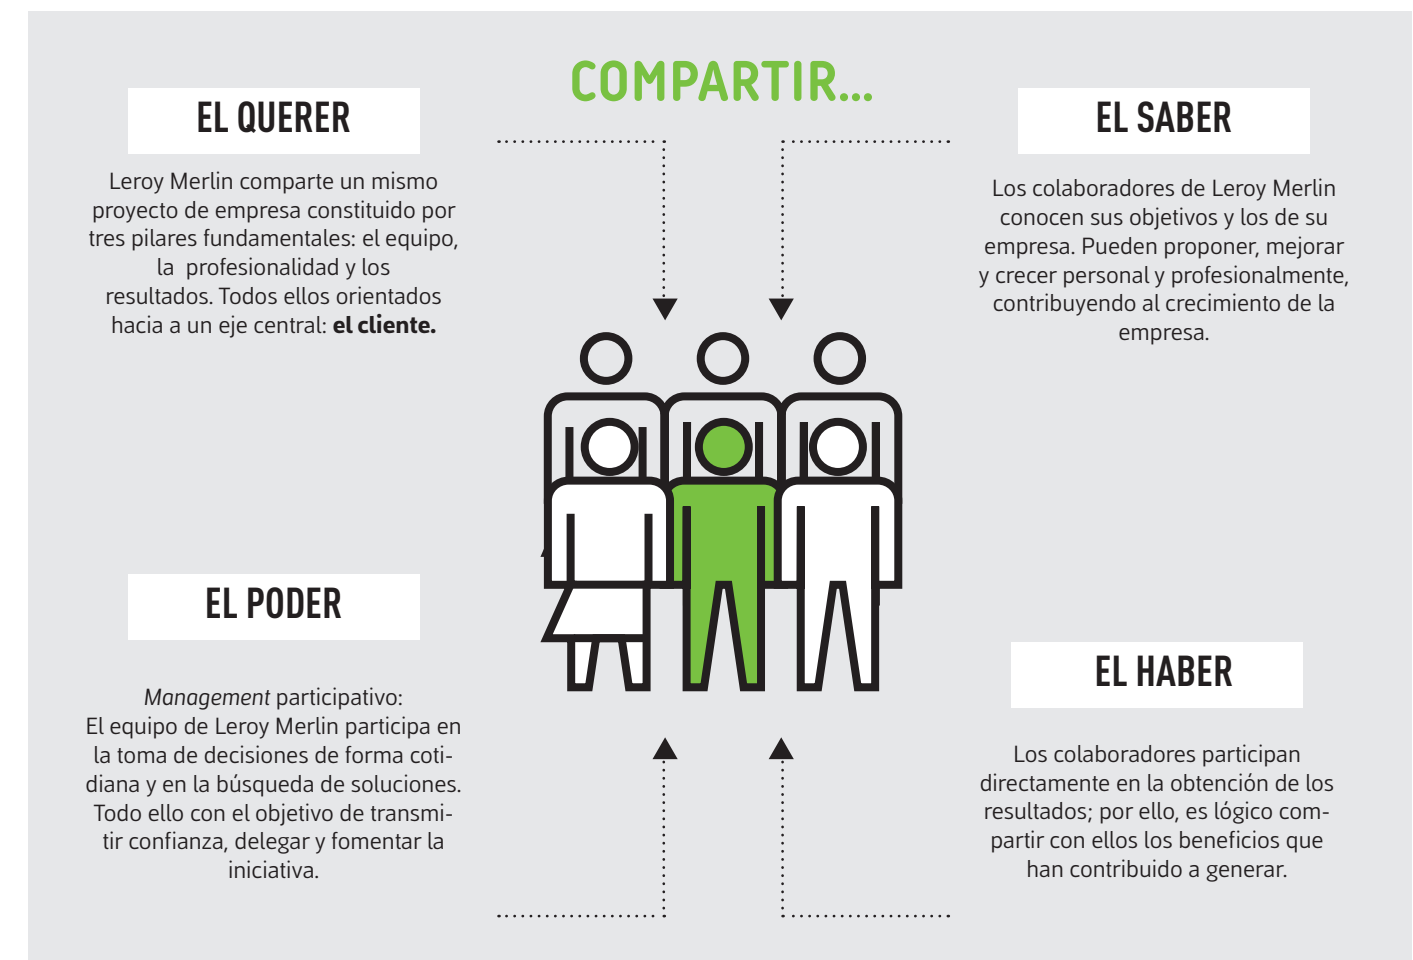 COMPARTIR...
EL QUERER
Leroy Merlin comparte un mismo
proyecto de empresa constituido por
tres pilares fundamentales: el equipo,
la profesionalidad y los
resultados. Todos ellos orientados
hacia a un eje central: el cliente.
EL SABER
Los colaboradores de Leroy Merlin
conocen sus objetivos y los de su
empresa. Pueden proponer, mejorar
y crecer personal y profesionalmente,
contribuyendo al crecimiento de la
empresa.
EL PODER
Management participativo:
El equipo de Leroy Merlin participa en
la toma de decisiones de forma coti-
diana y en la búsqueda de soluciones.
Todo ello con el objetivo de transmi-
tir confianza, delegar y fomentar la
iniciativa.
EL HABER
Los colaboradores participan
directamente en la obtención de los
resultados; por ello, es lógico com-
partir con ellos los beneficios que
han contribuido a generar.